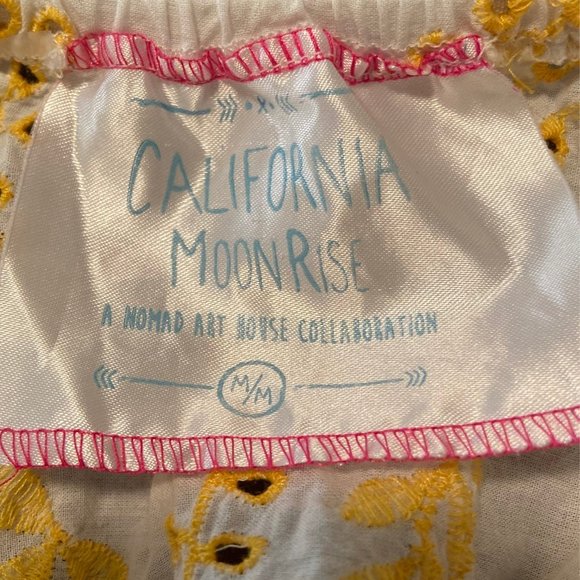 CALIFORNIA
MOONRISE
A NOMAD ART HOUSE COLLABORATION
M/M